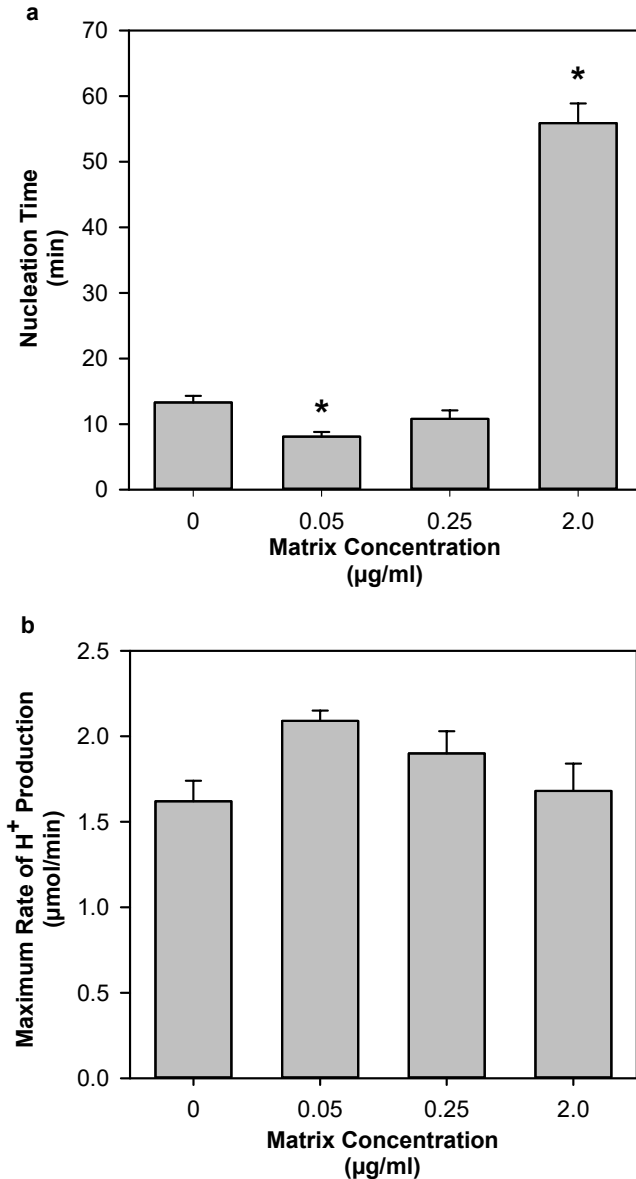 a
70
60
50
40
30
20
10
0
Nucleation Time
(min)
*
*
0 0.05 0.25 2.0
Matrix Concentration
(µg/ml)
b
2.5
2.0
1.5
1.0
0.5
0.0
Maximum Rate of H⁺ Production
(µmol/min)
0 0.05 0.25 2.0
Matrix Concentration
(µg/ml)